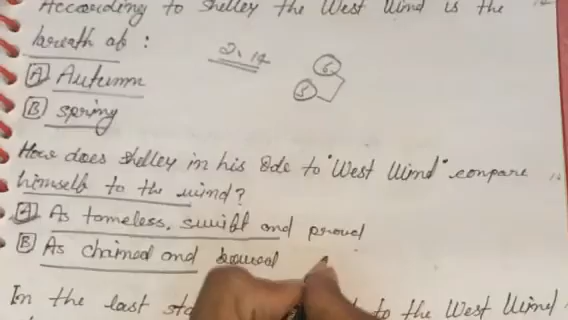 According to Shelley the West Wind is the
breath of :
(A) Autumn
(B) spring
How does Shelley in his Ode to "West Wind" compare
himself to the wind?
(A) As tameless, swift and proud
(B) As chained and bowed
In the last to the West Wind